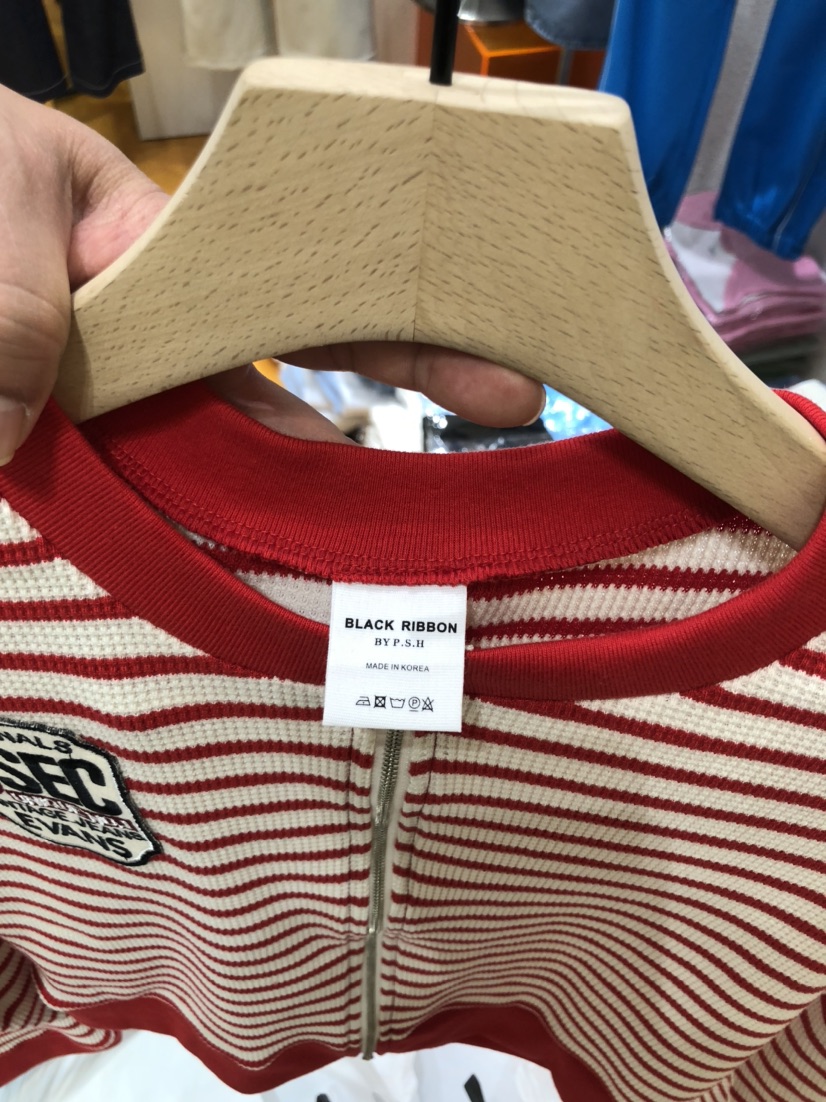 BLACK RIBBON
BY P.S.H
MADE IN KOREA
P
SEC
EVANS